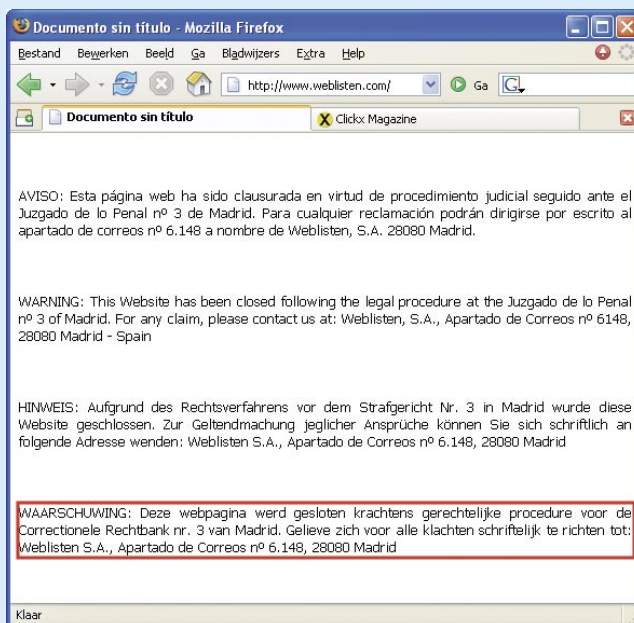 Documento sin título - Mozilla Firefox
Bestand Bewerken Beeld Ga Bladwijzers Extra Help
http://www.weblisten.com/ Ga G
Documento sin título Clickx Magazine
AVISO: Esta página web ha sido clausurada en virtud de procedimiento judicial seguido ante el
Juzgado de lo Penal nº 3 de Madrid. Para cualquier reclamación podrán dirigirse por escrito al
apartado de correos nº 6.148 a nombre de Weblisten, S.A. 28080 Madrid.
WARNING: This Website has been closed following the legal procedure at the Juzgado de lo Penal
nº 3 of Madrid. For any claim, please contact us at: Weblisten, S.A., Apartado de Correos nº 6148,
28080 Madrid - Spain
HINWEIS: Aufgrund des Rechtsverfahrens vor dem Strafgericht Nr. 3 in Madrid wurde diese
Website geschlossen. Zur Geltendmachung jeglicher Ansprüche können Sie sich schriftlich an
folgende Adresse wenden: Weblisten S.A., Apartado de Correos nº 6.148, 28080 Madrid
WAARSCHUWING: Deze webpagina werd gesloten krachtens gerechtelijke procedure voor de
Correctionele Rechtbank nr. 3 van Madrid. Gelieve zich voor alle klachten schriftelijk te richten tot:
Weblisten S.A., Apartado de Correos nº 6.148, 28080 Madrid
Klaar